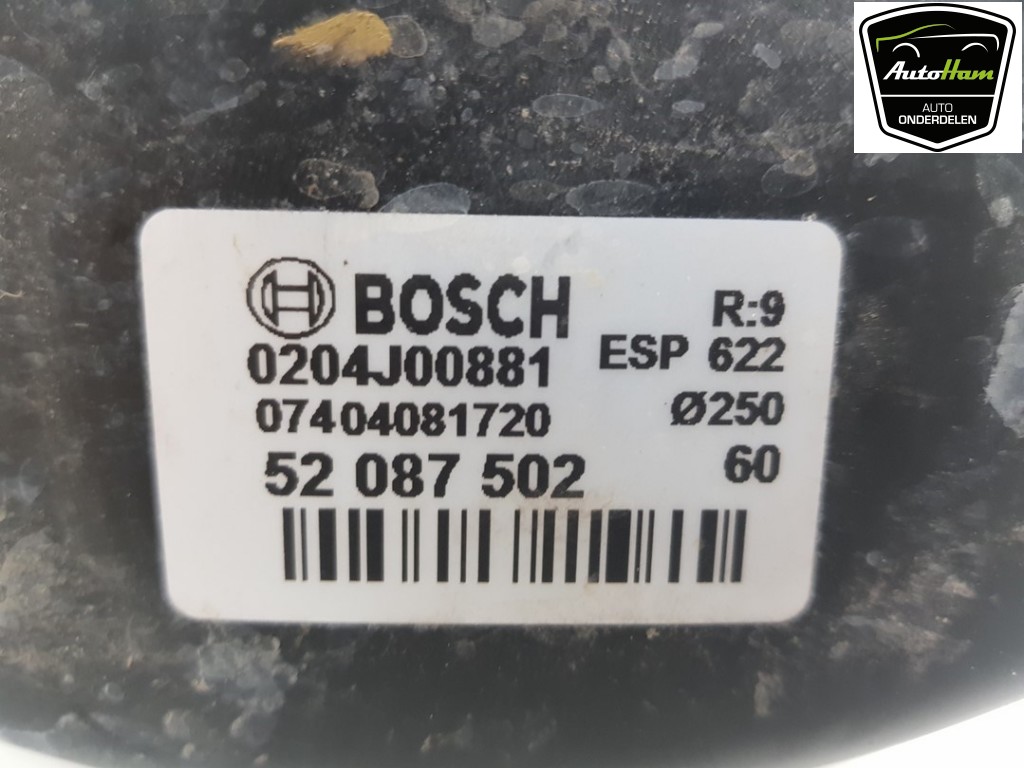 AutoHam
AUTO
ONDERDELEN
BOSCH
R:9
0204J00881
ESP 622
07404081720
Ø250
52 087 502
60